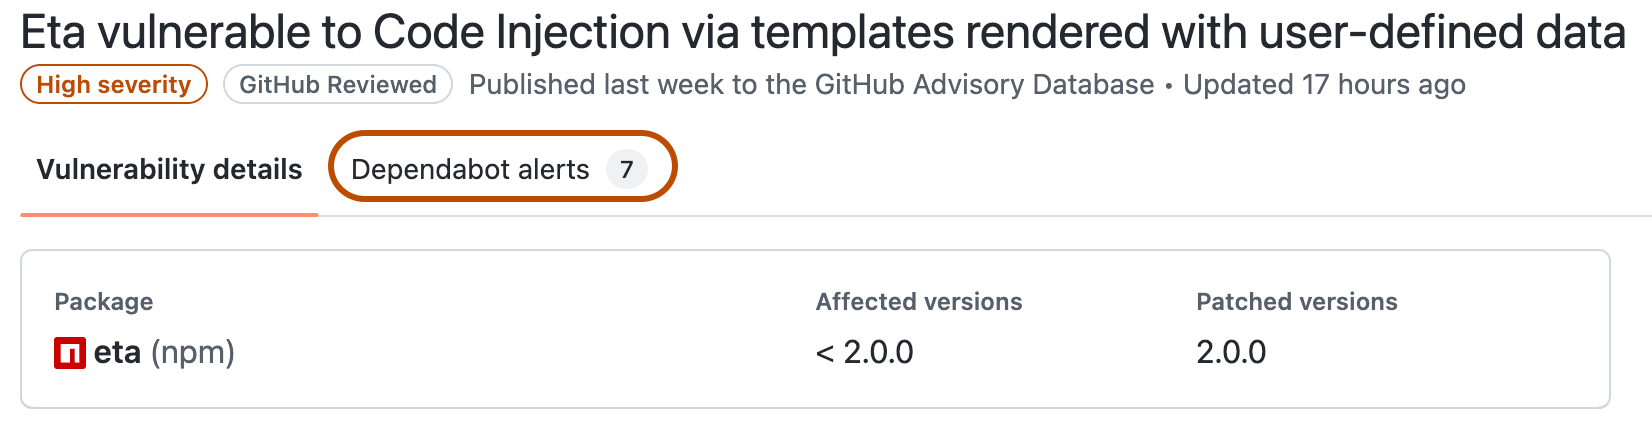 Eta vulnerable to Code Injection via templates rendered with user-defined data
High severity GitHub Reviewed Published last week to the GitHub Advisory Database • Updated 17 hours ago
Vulnerability details Dependabot alerts 7
Package Affected versions Patched versions
eta (npm) < 2.0.0 2.0.0